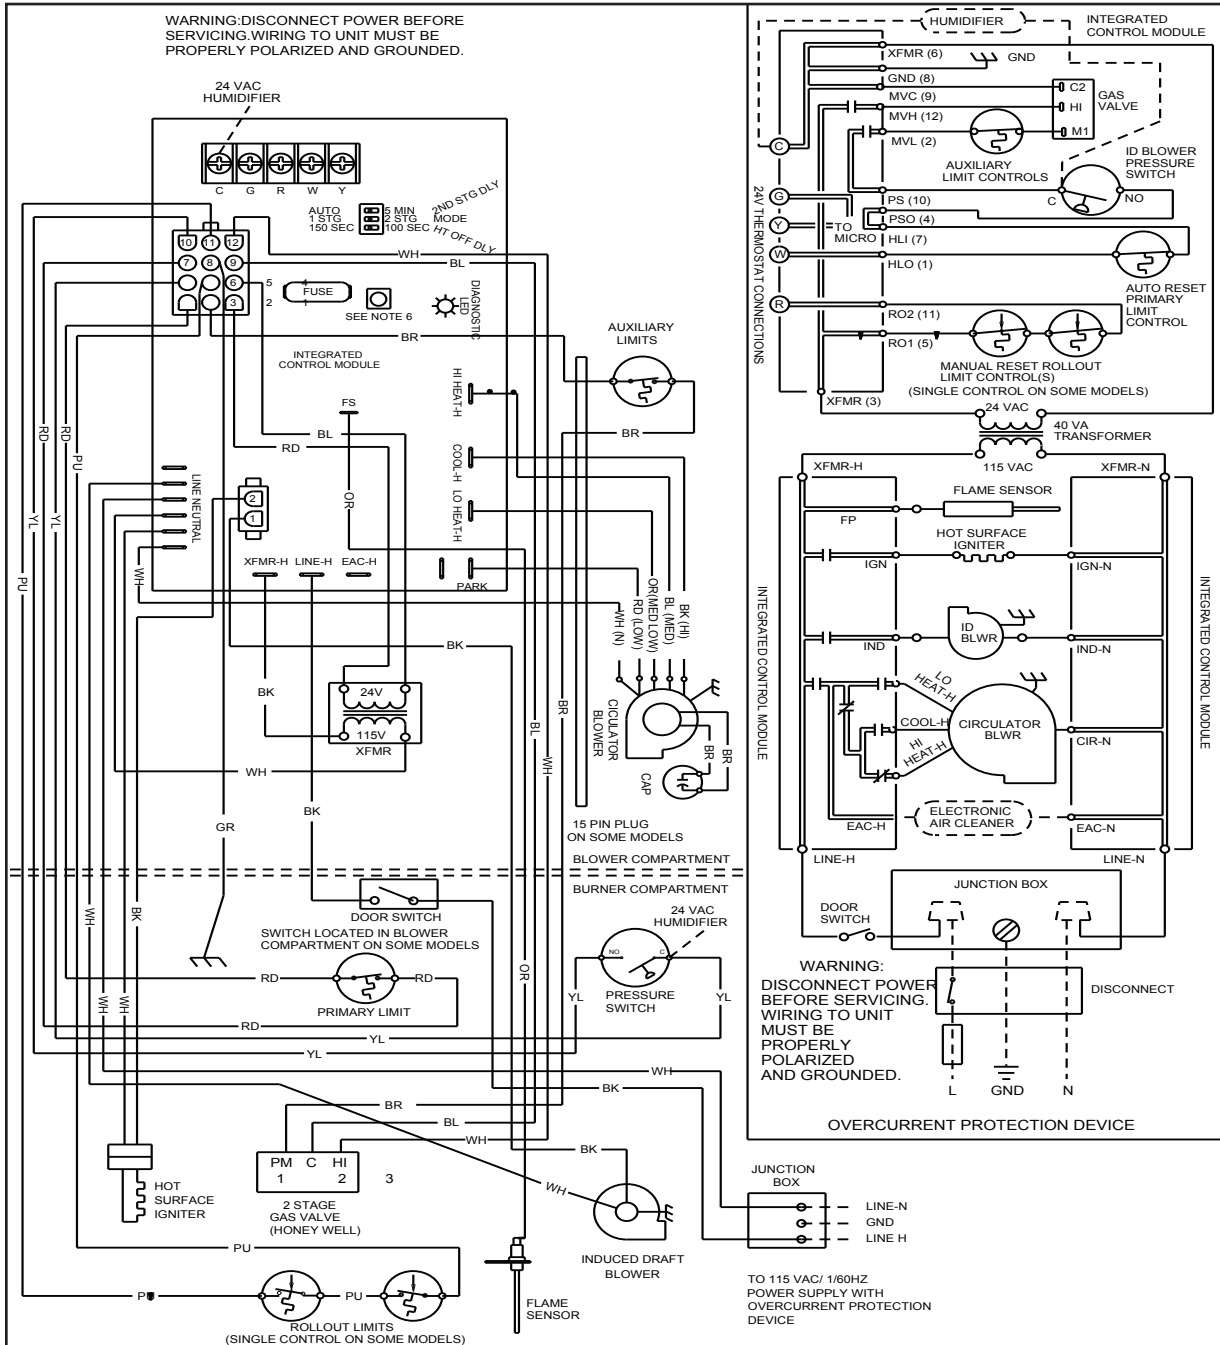 WARNING:DISCONNECT POWER BEFORE
SERVICING.WIRING TO UNIT MUST BE
PROPERLY POLARIZED AND GROUNDED.
24 VAC
HUMIDIFIER
C G R W Y
AUTO 5 MIN 2ND STG DLY
1 STG 2 STG MODE
150 SEC 100 SEC HT OFF DLY
10 11 12
7 8 9
6 5 4
3 2 1
FUSE
SEE NOTE 6
DIAGNOSTIC
LED
WH
BL
BR
INTEGRATED
CONTROL MODULE
FS
BL
RD
OR
HI HEAT-H
COOL-H
LO HEAT-H
PARK
LINE NEUTRAL
2
1
XFMR-H LINE-H EAC-H
RD
RD
PU
YL
YL
PU
WH
AUXILIARY
LIMITS
BR
WH (N)
RD (LOW)
OR(MED LOW)
BL (MED)
BK (HI)
BK
BK
24V
115V
XFMR
WH
BK
GR
BR
BL
WH
CICULATOR
BLOWER
BR
BR
CAP
15 PIN PLUG
ON SOME MODELS
BLOWER COMPARTMENT
BURNER COMPARTMENT
DOOR SWITCH
SWITCH LOCATED IN BLOWER
COMPARTMENT ON SOME MODELS
24 VAC
HUMIDIFIER
NO C
PRESSURE
SWITCH
YL
YL
OR
WH
BK
WH
WH
RD
RD
PRIMARY LIMIT
RD
YL
YL
WH
BK
BR
BL
WH
BK
WH
PM C HI
1 2 3
2 STAGE
GAS VALVE
(HONEY WELL)
HOT
SURFACE
IGNITER
INDUCED DRAFT
BLOWER
PU
PU
ROLLOUT LIMITS
(SINGLE CONTROL ON SOME MODELS)
FLAME
SENSOR
JUNCTION
BOX
LINE-N
GND
LINE H
TO 115 VAC/ 1/60HZ
POWER SUPPLY WITH
OVERCURRENT PROTECTION
DEVICE
HUMIDIFIER
INTEGRATED
CONTROL MODULE
XFMR (6)
GND
GND (8)
MVC (9)
MVH (12)
MVL (2)
C2
HI
M1
GAS
VALVE
AUXILIARY
LIMIT CONTROLS
ID BLOWER
PRESSURE
SWITCH
C NO
C
G
Y
W
R
24V THERMOSTAT CONNECTIONS
TO
MICRO
PS (10)
PSO (4)
HLI (7)
HLO (1)
AUTO RESET
PRIMARY
LIMIT
CONTROL
RO2 (11)
RO1 (5)
MANUAL RESET ROLLOUT
LIMIT CONTROL(S)
(SINGLE CONTROL ON SOME MODELS)
XFMR (3)
24 VAC
40 VA
TRANSFORMER
115 VAC
XFMR-H
XFMR-N
FLAME SENSOR
FP
HOT SURFACE
IGNITER
IGN
IGN-N
INTEGRATED CONTROL MODULE
INTEGRATED CONTROL MODULE
ID
BLWR
IND
IND-N
LO
HEAT-H
COOL-H
HI
HEAT-H
CIRCULATOR
BLWR
CIR-N
ELECTRONIC
AIR CLEANER
EAC-H
EAC-N
LINE-H
LINE-N
JUNCTION BOX
DOOR
SWITCH
WARNING:
DISCONNECT POWER
BEFORE SERVICING.
WIRING TO UNIT
MUST BE
PROPERLY
POLARIZED
AND GROUNDED.
DISCONNECT
L GND N
OVERCURRENT PROTECTION DEVICE